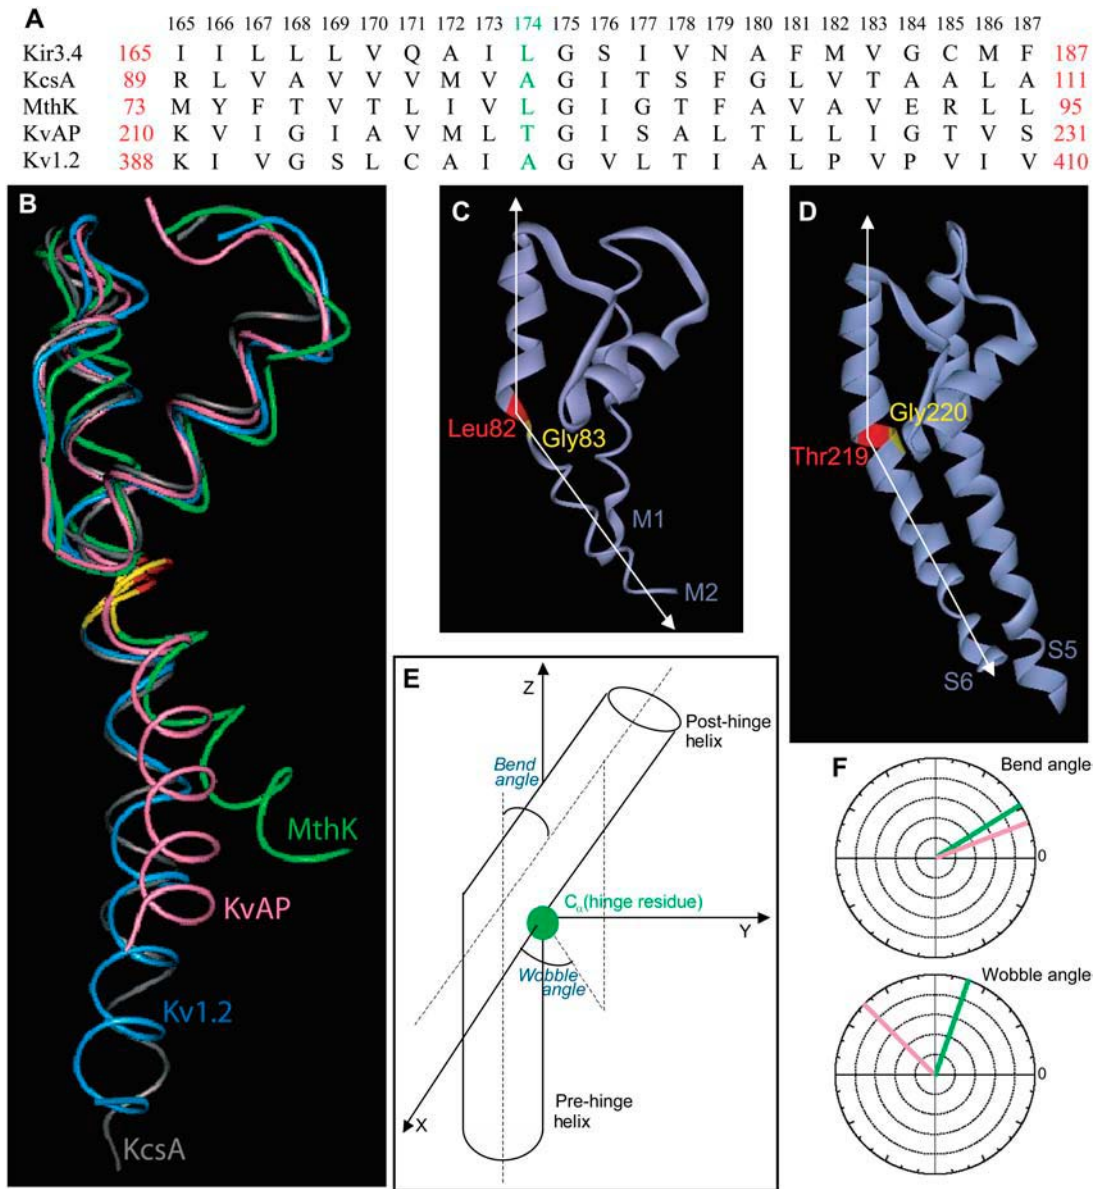 A
165 166 167 168 169 170 171 172 173 174 175 176 177 178 179 180 181 182 183 184 185 186 187
Kir3.4 165 I I L L L V Q A I L G S I V N A F M V G C M F 187
KcsA 89 R L V A V V V M V A G I T S F G L V T A A L A 111
MthK 73 M Y F T V T L I V L G I G T F A V A V E R L L 95
KvAP 210 K V I G I A V M L T G I S A L T L L I G T V S 231
Kv1.2 388 K I V G S L C A I A G V L T I A L P V P V I V 410
B
MthK
KvAP
Kv1.2
KcsA
C
Leu82
Gly83
M1
M2
D
Gly220
Thr219
S5
S6
E
Z
Post-hinge
helix
Bend
angle
Cα(hinge residue)
Y
Wobble
angle
X
Pre-hinge
helix
F
Bend angle
0
Wobble angle
0